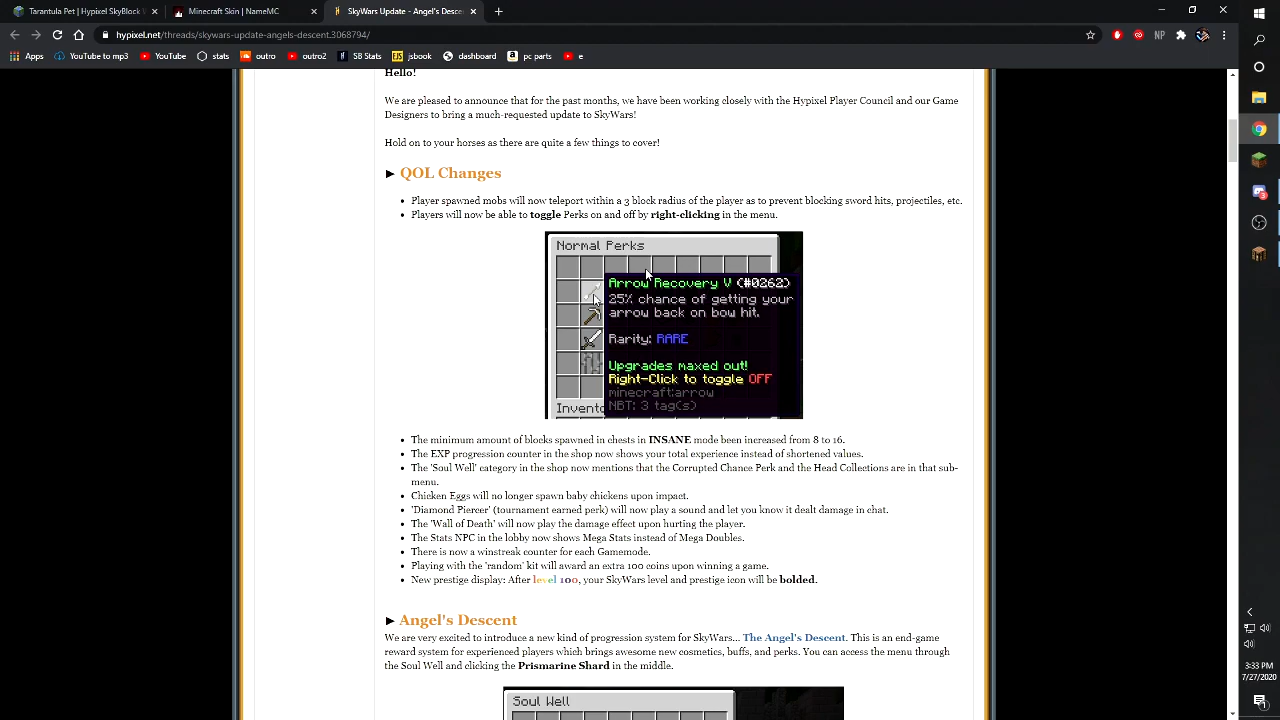 Tarantula Pet | Hypixel SkyBlock
Minecraft Skin | NameMC
SkyWars Update - Angel's Descent
hypixel.net/threads/skywars-update-angels-descent.3068794/
NP
Apps
YouTube to mp3
YouTube
stats
outro
outro2
SB Stats
EJS
jsbook
dashboard
pc parts
e
Hello!
We are pleased to announce that for the past months, we have been working closely with the Hypixel Player Council and our Game
Designers to bring a much-requested update to SkyWars!
Hold on to your horses as there are quite a few things to cover!
► QOL Changes
• Player spawned mobs will now teleport within a 3 block radius of the player as to prevent blocking sword hits, projectiles, etc.
• Players will now be able to toggle Perks on and off by right-clicking in the menu.
Normal Perks
Arrow Recovery V (#0262)
25% chance of getting your
arrow back on bow hit.
Rarity: RARE
Upgrades maxed out!
Right-Click to toggle OFF
minecraft:arrow
NBT: 3 tag(s)
Invento
• The minimum amount of blocks spawned in chests in INSANE mode been increased from 8 to 16.
• The EXP progression counter in the shop now shows your total experience instead of shortened values.
• The 'Soul Well' category in the shop now mentions that the Corrupted Chance Perk and the Head Collections are in that sub-
menu.
• Chicken Eggs will no longer spawn baby chickens upon impact.
• 'Diamond Piercer' (tournament earned perk) will now play a sound and let you know it dealt damage in chat.
• The 'Wall of Death' will now play the damage effect upon hurting the player.
• The Stats NPC in the lobby now shows Mega Stats instead of Mega Doubles.
• There is now a winstreak counter for each Gamemode.
• Playing with the 'random' kit will award an extra 100 coins upon winning a game.
• New prestige display: After level 100, your SkyWars level and prestige icon will be bolded.
► Angel's Descent
We are very excited to introduce a new kind of progression system for SkyWars... The Angel's Descent. This is an end-game
reward system for experienced players which brings awesome new cosmetics, buffs, and perks. You can access the menu through
the Soul Well and clicking the Prismarine Shard in the middle.
Soul Well
3:33 PM
7/27/2020